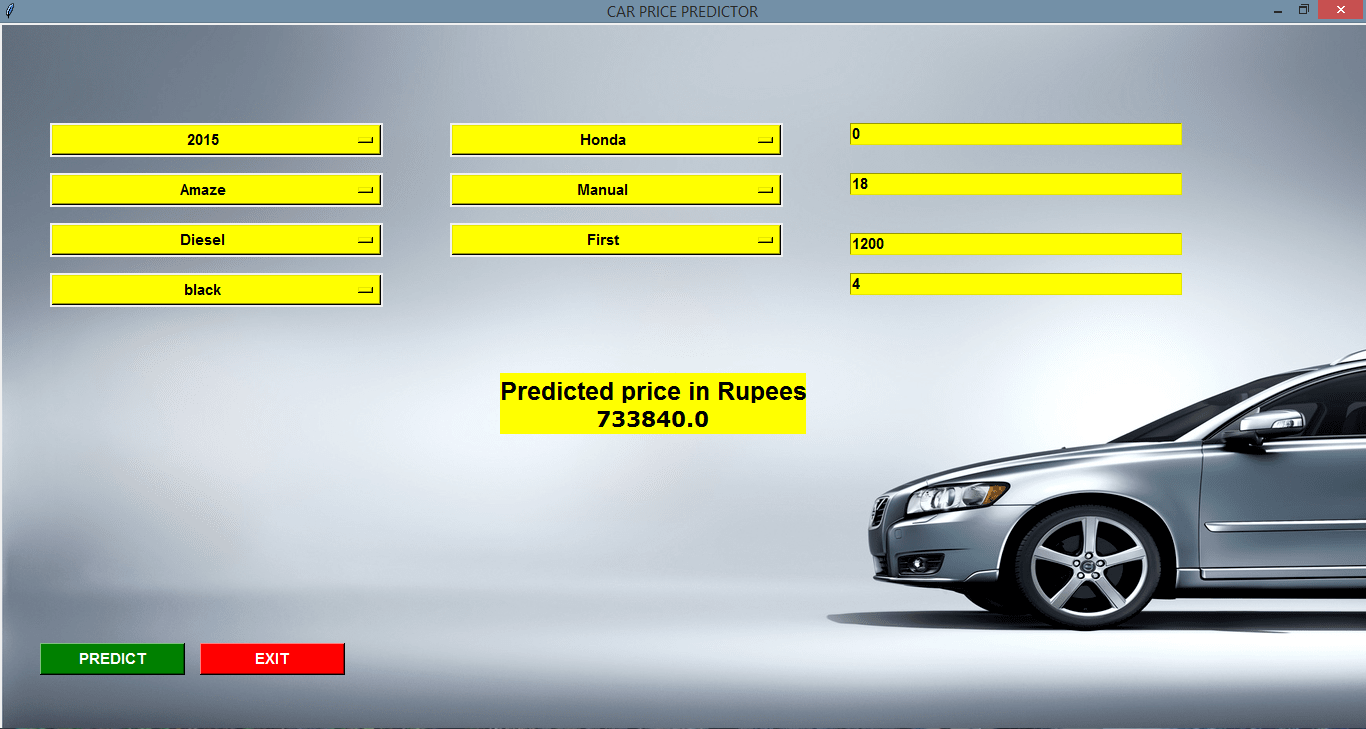 CAR PRICE PREDICTOR
2015
Honda
0
Amaze
Manual
18
Diesel
First
1200
black
4
Predicted price in Rupees
733840.0
PREDICT
EXIT